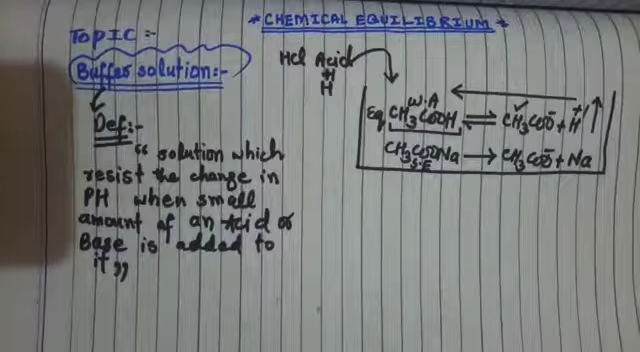 * CHEMICAL EQUILIBRIUM *
TOPIC :-
Buffer solution:-
Def:-
" solution which
resist the change in
PH when small
amount of an Acid or
Base is added to
it "
Hcl Acid
H
H
W.A
Eq CH3COOH ⇌ CH3COO- + H+
CH3COONa → CH3COO- + Na
S.E